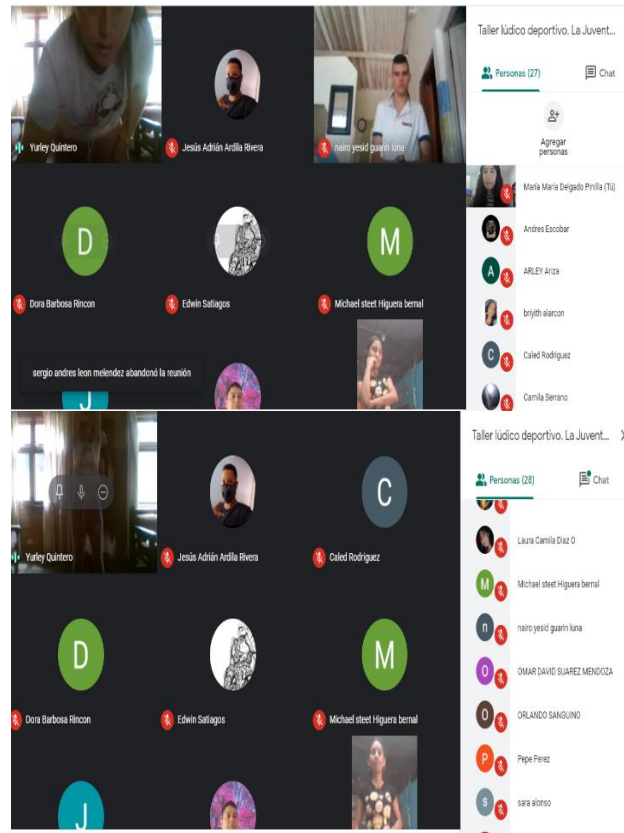 Taller lúdico deportivo. La Juvent...
Personas (27)
Chat
Agregar
personas
Yurley Quintero
Jesús Adrián Ardila Rivera
nairo yesid guarin luna
María María Delgado Pinilla (Tú)
D
M
Andres Escobar
A
ARLEY Ariza
Dora Barbosa Rincon
Edwin Satiagos
Michael steet Higuera bernal
briyith alarcon
sergio andres leon melendez abandonó la reunión
C
Caled Rodriguez
J
Camila Serrano
Taller lúdico deportivo. La Juvent...
Personas (28)
Chat
C
Yurley Quintero
Jesús Adrián Ardila Rivera
Caled Rodriguez
Laura Camila Diaz O
M
Michael steet Higuera bernal
n
nairo yesid guarin luna
D
M
O
OMAR DAVID SUAREZ MENDOZA
Dora Barbosa Rincon
Edwin Satiagos
Michael steet Higuera bernal
O
ORLANDO SANGUINO
P
Pepe Perez
J
s
sara alonso